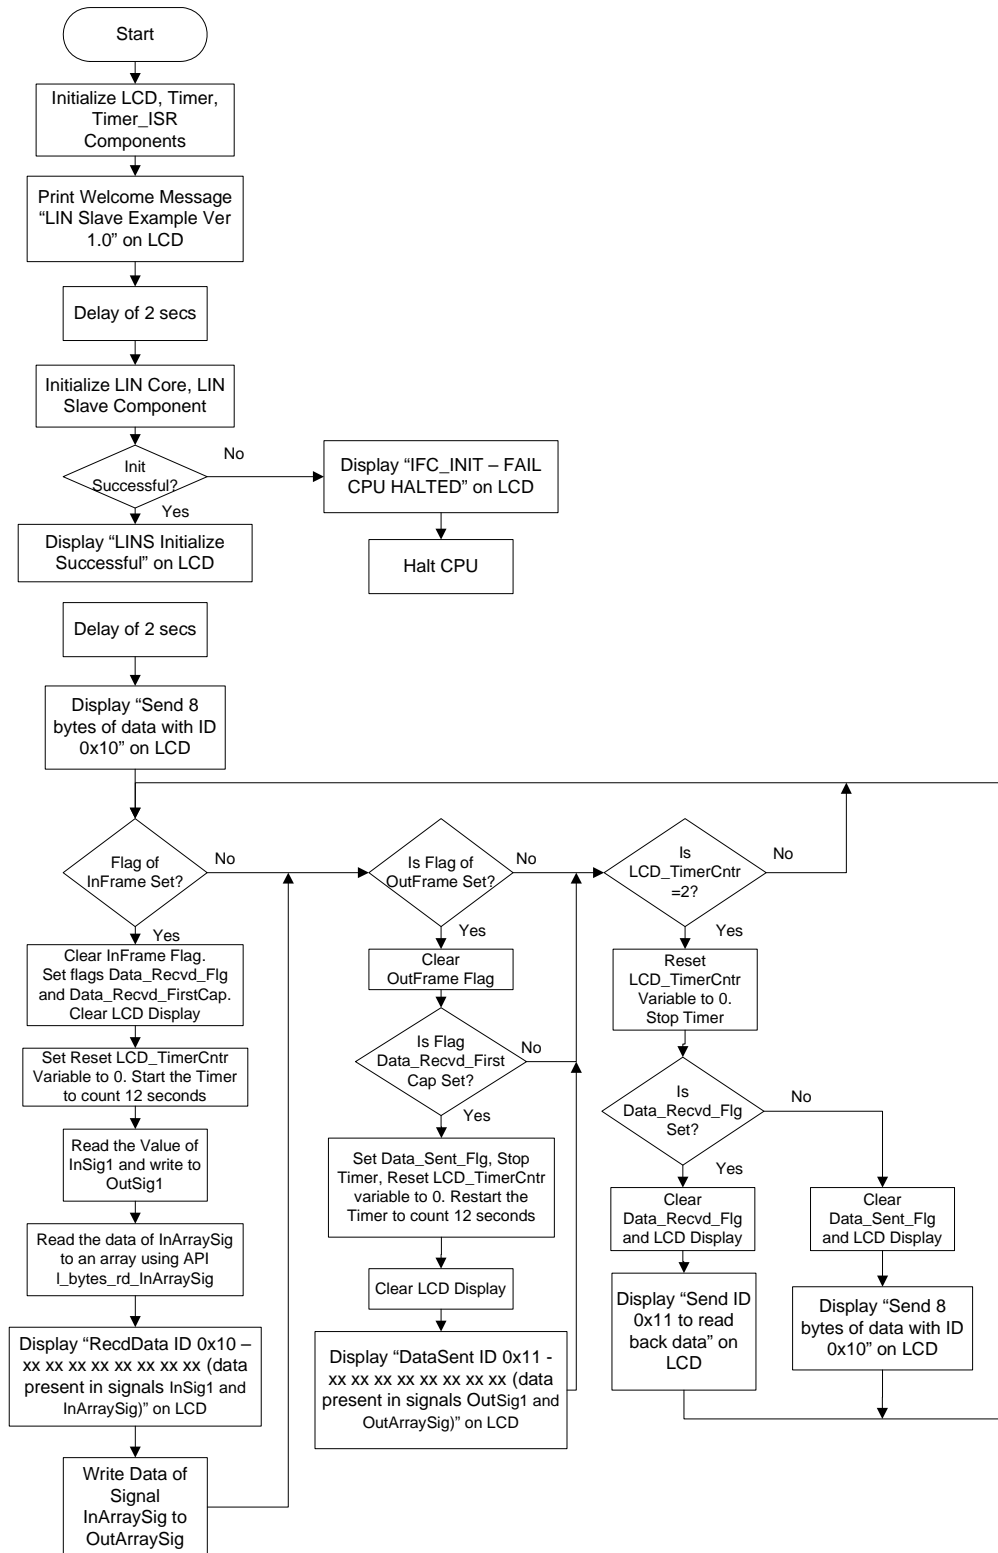 Start
Initialize LCD, Timer,
Timer_ISR
Components
Print Welcome Message
“LIN Slave Example Ver
1.0” on LCD
Delay of 2 secs
Initialize LIN Core, LIN
Slave Component
Init
Successful?
No
Yes
Display “IFC_INIT – FAIL
CPU HALTED” on LCD
Halt CPU
Display “LINS Initialize
Successful” on LCD
Delay of 2 secs
Display “Send 8
bytes of data with ID
0x10” on LCD
Flag of
InFrame Set?
No
Yes
Clear InFrame Flag.
Set flags Data_Recvd_Flg
and Data_Recvd_FirstCap.
Clear LCD Display
Set Reset LCD_TimerCntr
Variable to 0. Start the Timer
to count 12 seconds
Read the Value of
InSig1 and write to
OutSig1
Read the data of InArraySig
to an array using API
l_bytes_rd_InArraySig
Display “RecdData ID 0x10 –
xx xx xx xx xx xx xx xx (data
present in signals InSig1 and
InArraySig)” on LCD
Write Data of
Signal
InArraySig to
OutArraySig
Is Flag of
OutFrame Set?
No
Yes
Clear
OutFrame Flag
Is Flag
Data_Recvd_First
Cap Set?
No
Yes
Set Data_Sent_Flg, Stop
Timer, Reset LCD_TimerCntr
variable to 0. Restart the
Timer to count 12 seconds
Clear LCD Display
Display “DataSent ID 0x11 -
xx xx xx xx xx xx xx xx (data
present in signals OutSig1 and
OutArraySig)” on LCD
Is
LCD_TimerCntr
=2?
No
Yes
Reset
LCD_TimerCntr
Variable to 0.
Stop Timer
Is
Data_Recvd_Flg
Set?
No
Yes
Clear
Data_Recvd_Flg
and LCD Display
Display “Send ID
0x11 to read
back data” on
LCD
Clear
Data_Sent_Flg
and LCD Display
Display “Send 8
bytes of data with ID
0x10” on LCD